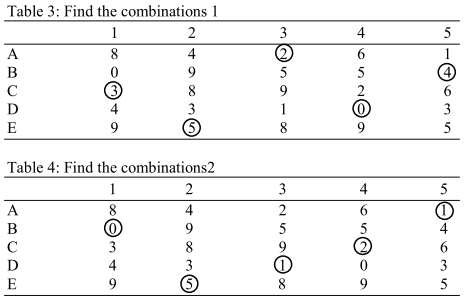 Table 3: Find the combinations 1
1 2 3 4 5
A 8 4 2 6 1
B 0 9 5 5 4
C 3 8 9 2 6
D 4 3 1 0 3
E 9 5 8 9 5
Table 4: Find the combinations2
1 2 3 4 5
A 8 4 2 6 1
B 0 9 5 5 4
C 3 8 9 2 6
D 4 3 1 0 3
E 9 5 8 9 5